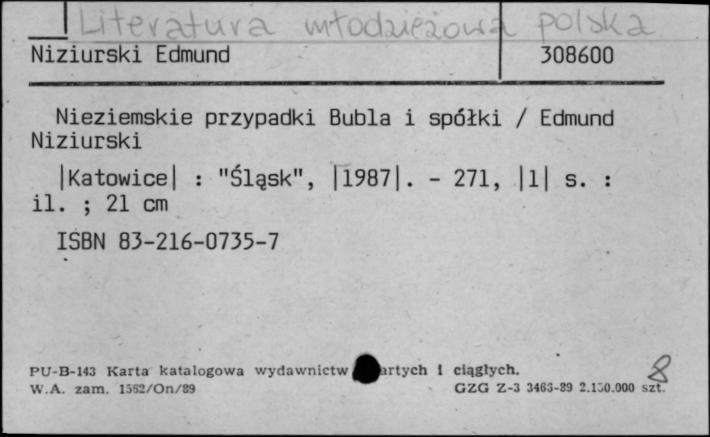 Literatura młodzieżowa polska
Niziurski Edmund 308600
Nieziemskie przypadki Bubla i spółki / Edmund
Niziurski
|Katowice| : "Śląsk", |1987|. - 271, |1| s. :
il. ; 21 cm
ISBN 83-216-0735-7
PU-B-143 Karta katalogowa wydawnictw artych i ciągłych. 8
W.A. zam. 1552/On/89 GZG Z-3 3463-89 2.150.000 szt.